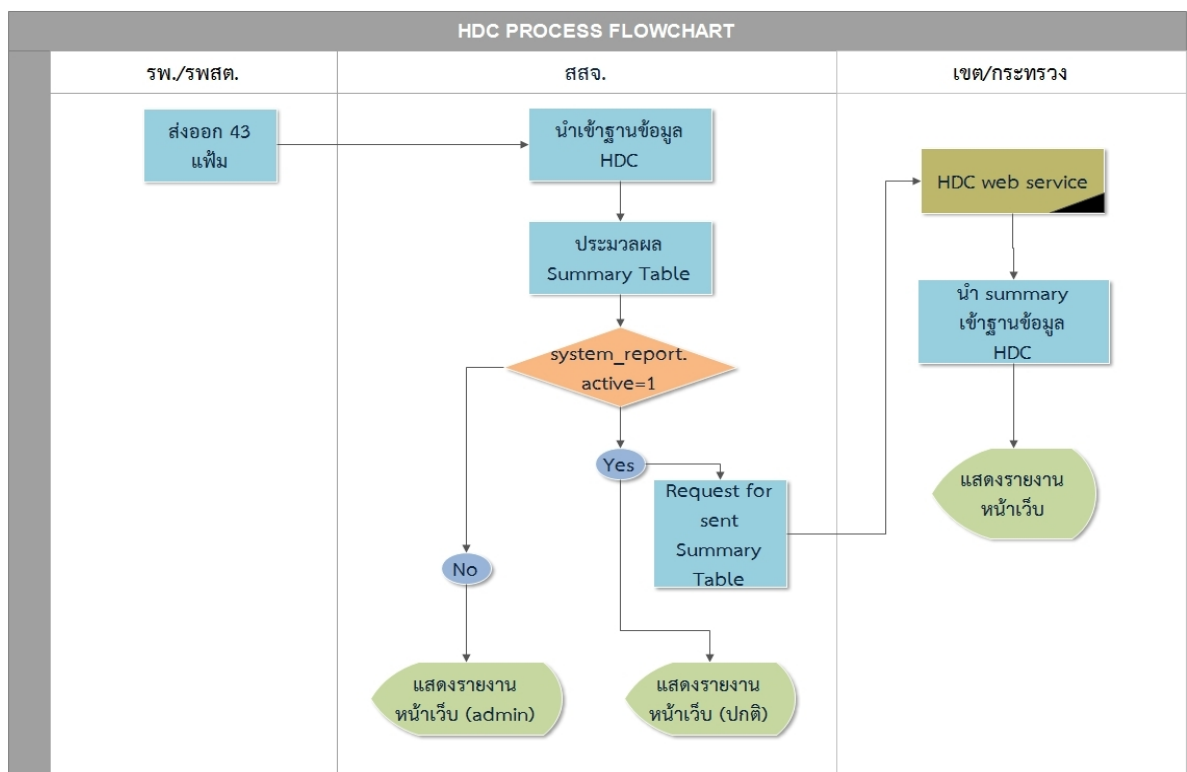 HDC PROCESS FLOWCHART
รพ./รพสต.
สสจ.
เขต/กระทรวง
ส่งออก 43
แฟ้ม
นำเข้าฐานข้อมูล
HDC
ประมวลผล
Summary Table
system_report.
active=1
Yes
Request for
sent
Summary
Table
No
แสดงรายงาน
หน้าเว็บ (admin)
แสดงรายงาน
หน้าเว็บ (ปกติ)
HDC web service
นำ summary
เข้าฐานข้อมูล
HDC
แสดงรายงาน
หน้าเว็บ